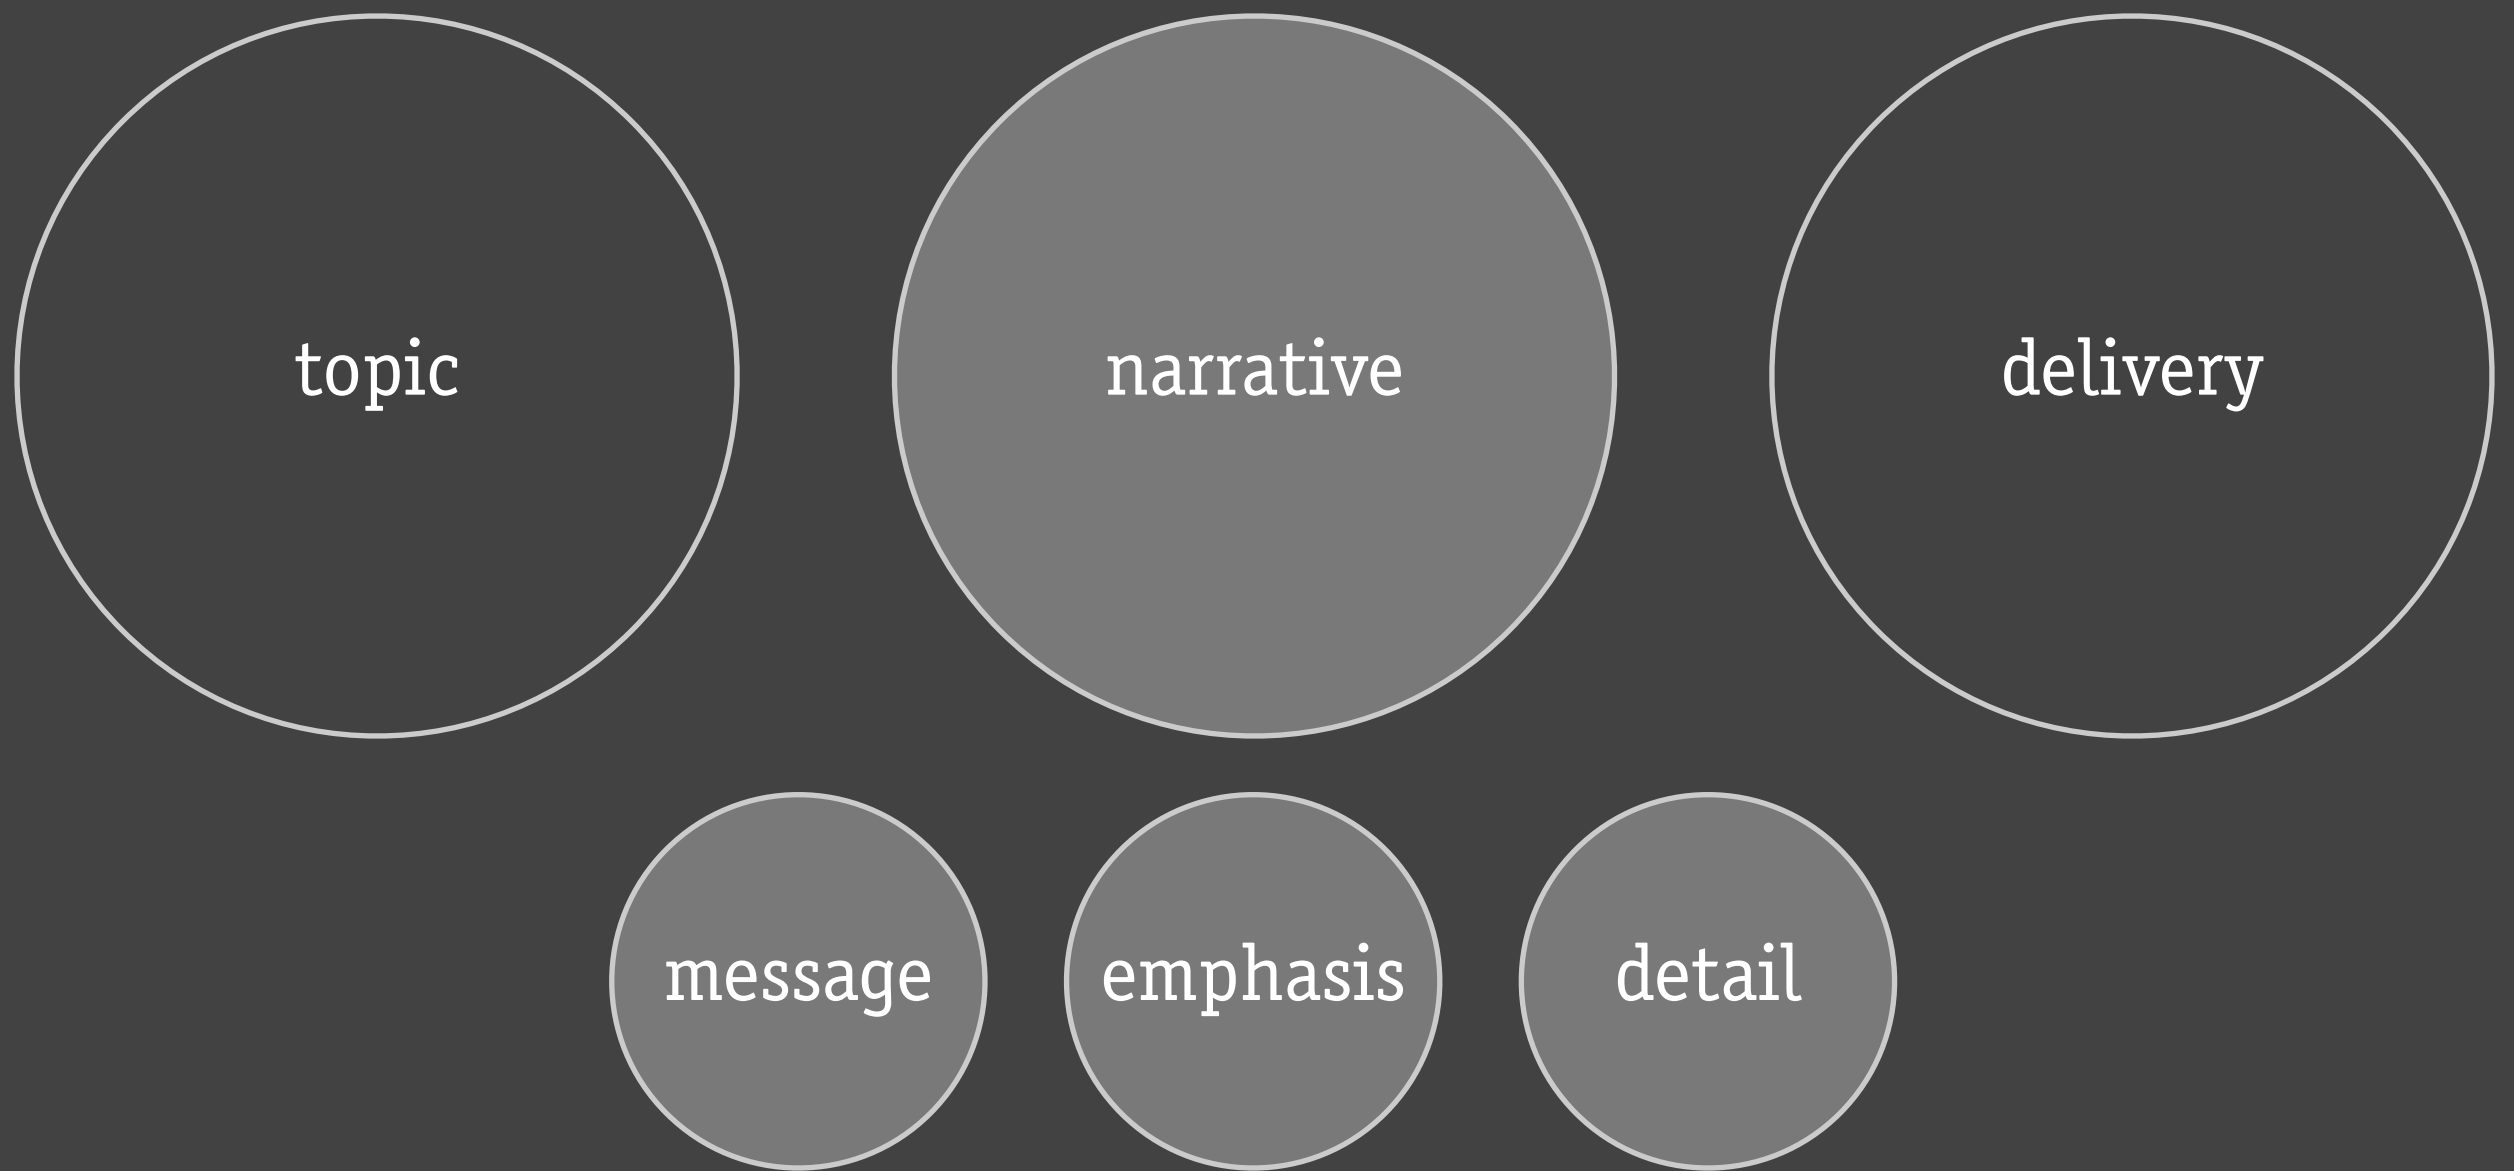 topic
narrative
delivery
message
emphasis
detail